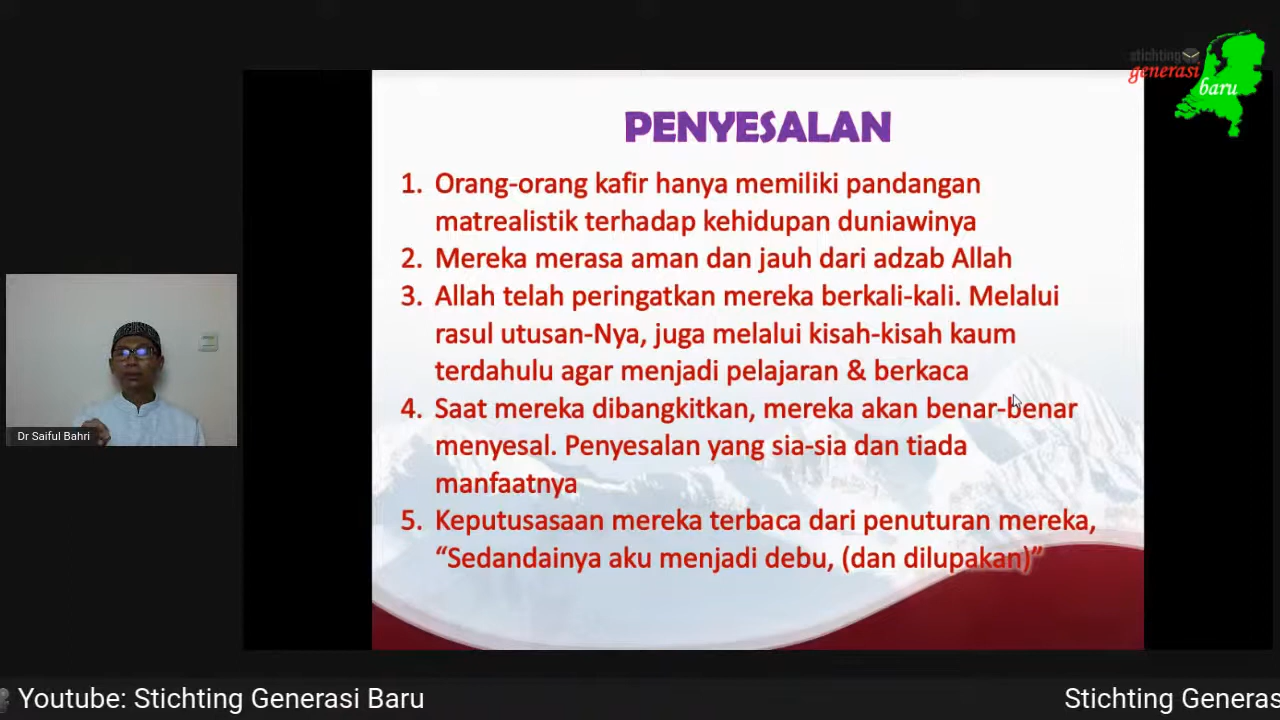 stichting
generasi
baru
PENYESALAN
1. Orang-orang kafir hanya memiliki pandangan
matrealistik terhadap kehidupan duniawinya
2. Mereka merasa aman dan jauh dari adzab Allah
3. Allah telah peringatkan mereka berkali-kali. Melalui
rasul utusan-Nya, juga melalui kisah-kisah kaum
terdahulu agar menjadi pelajaran & berkaca
4. Saat mereka dibangkitkan, mereka akan benar-benar
menyesal. Penyesalan yang sia-sia dan tiada
manfaatnya
5. Keputusasaan mereka terbaca dari penuturan mereka,
“Sedandainya aku menjadi debu, (dan dilupakan)”
Dr Saiful Bahri
Youtube: Stichting Generasi Baru
Stichting Generas